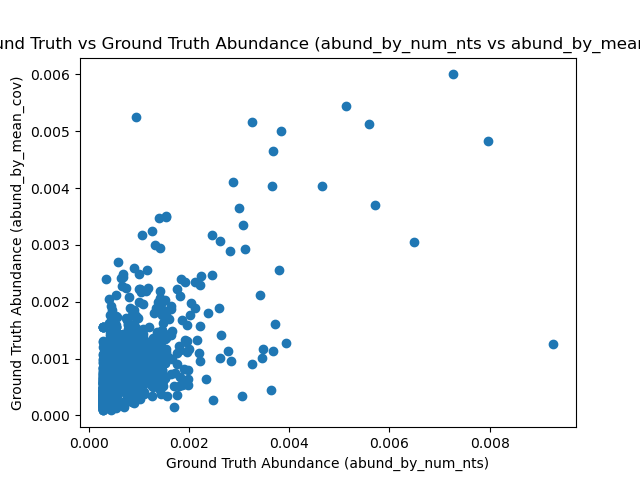 und Truth vs Ground Truth Abundance (abund_by_num_nts vs abund_by_mean
0.006
0.005
0.004
0.003
0.002
0.001
0.000
Ground Truth Abundance (abund_by_mean_cov)
0.000 0.002 0.004 0.006 0.008
Ground Truth Abundance (abund_by_num_nts)